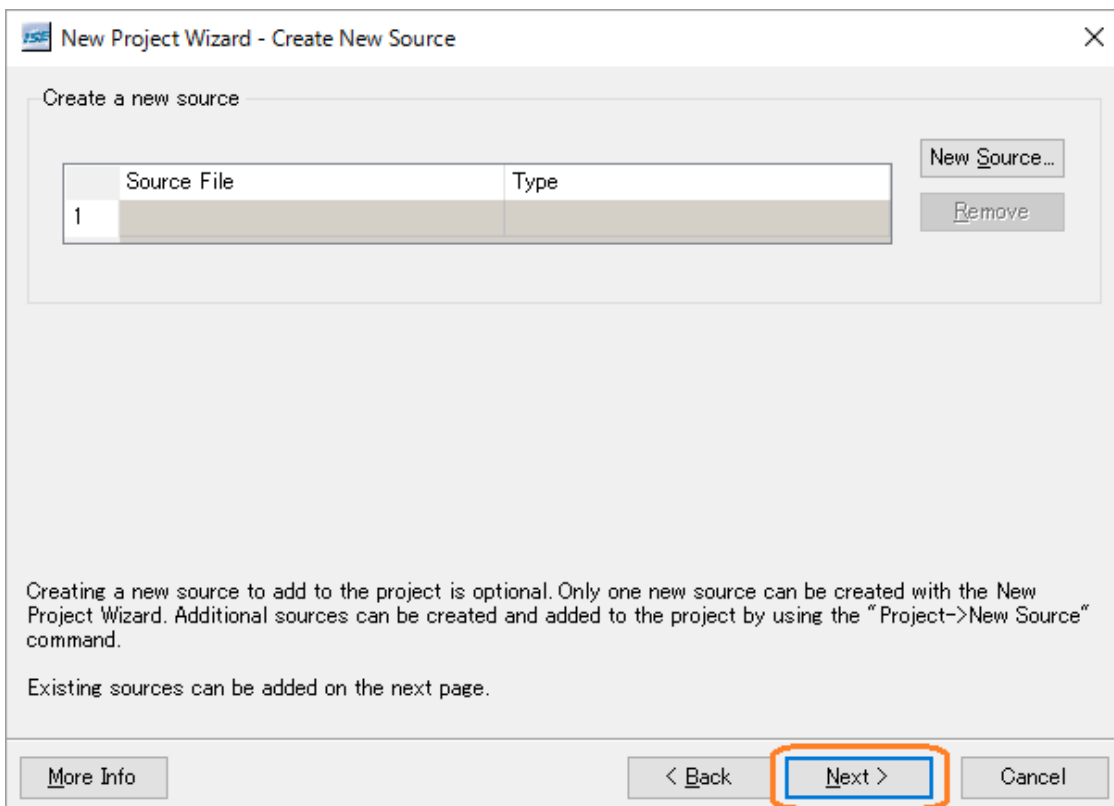 ISE New Project Wizard - Create New Source
Create a new source
New Source...
Source File Type
1
Remove
Creating a new source to add to the project is optional. Only one new source can be created with the New
Project Wizard. Additional sources can be created and added to the project by using the "Project->New Source"
command.
Existing sources can be added on the next page.
More Info < Back Next > Cancel